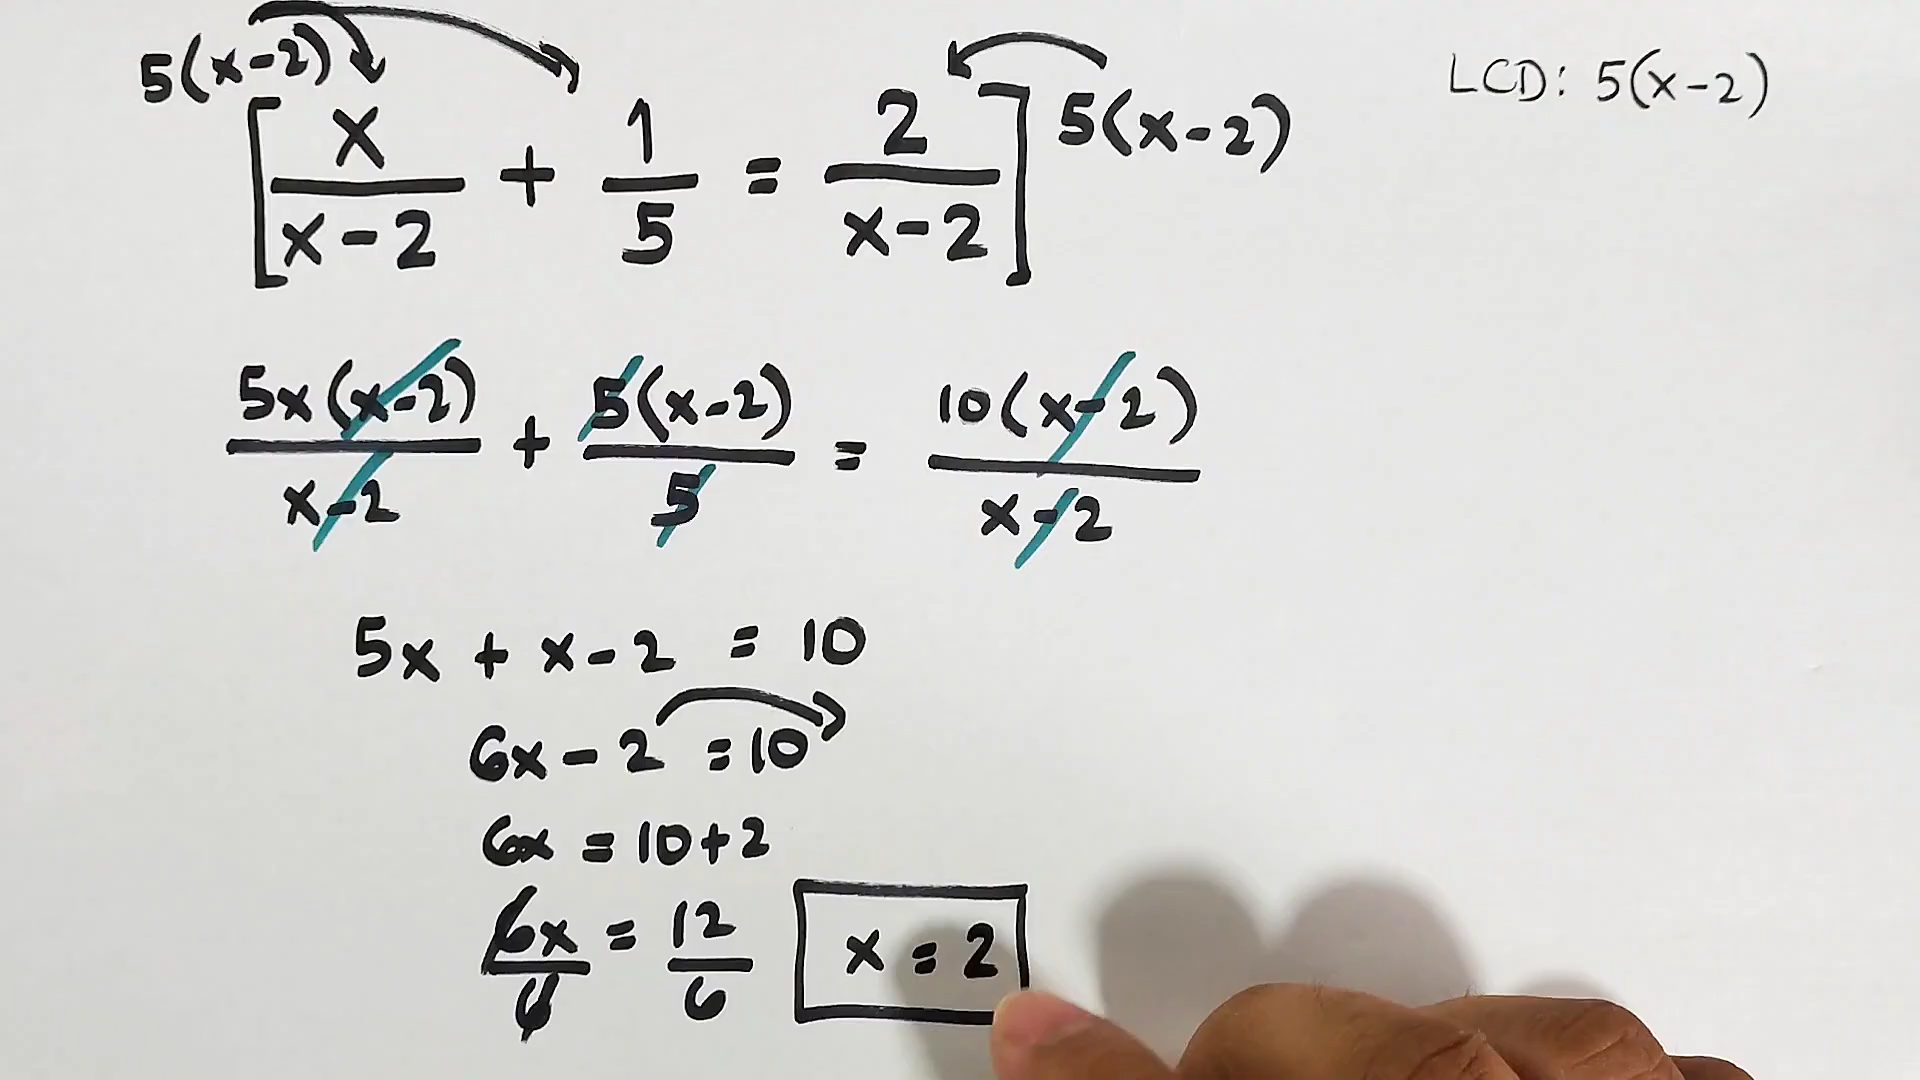 5(x-2) [x/(x-2) + 1/5 = 2/(x-2)] 5(x-2)
LCD: 5(x-2)
5x(x-2)/(x-2) + 5(x-2)/5 = 10(x-2)/(x-2)
5x + x-2 = 10
6x-2 =10
6x = 10+2
6x/6 = 12/6
x = 2